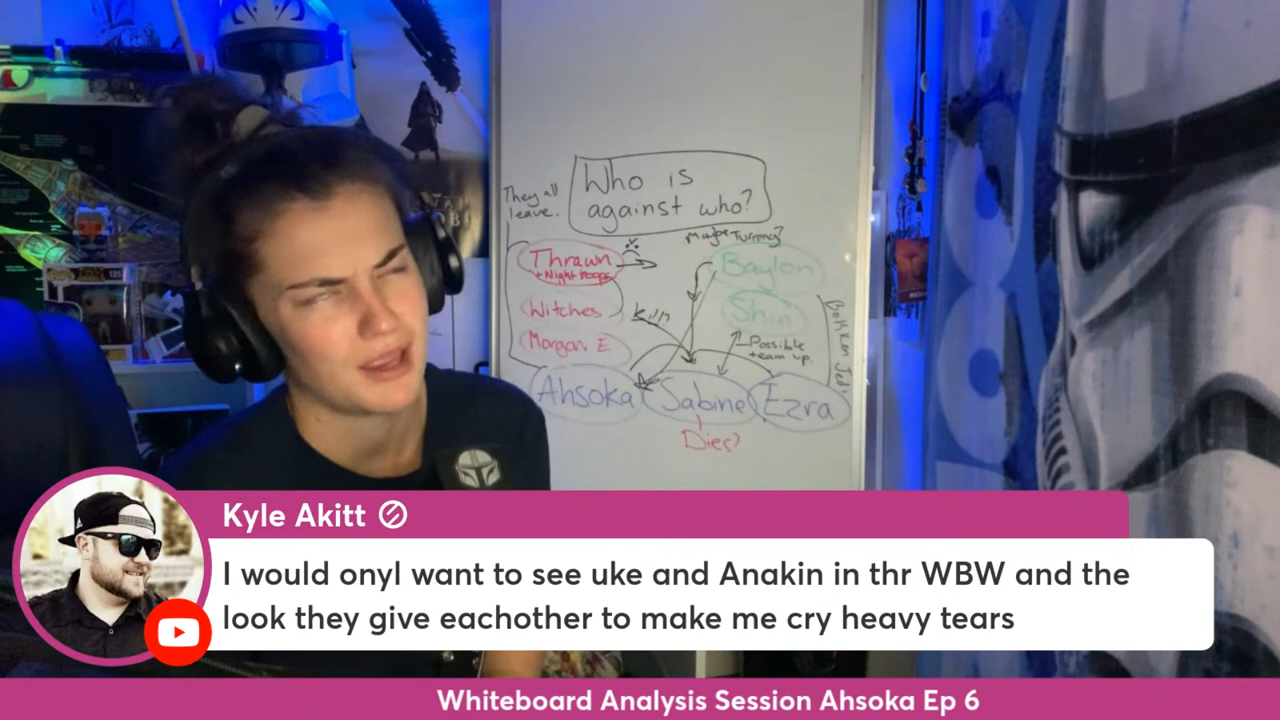 Who is
against who?
They all
leave.
Maybe Turning?
Thrawn
+Night troops
Baylon
Witches
Kill?
Shin
Morgan E
Possible
team up.
Bokken Jedi
Ahsoka
Sabine
Ezra
Dies?
Kyle Akitt
I would onyl want to see uke and Anakin in thr WBW and the
look they give eachother to make me cry heavy tears
Whiteboard Analysis Session Ahsoka Ep 6